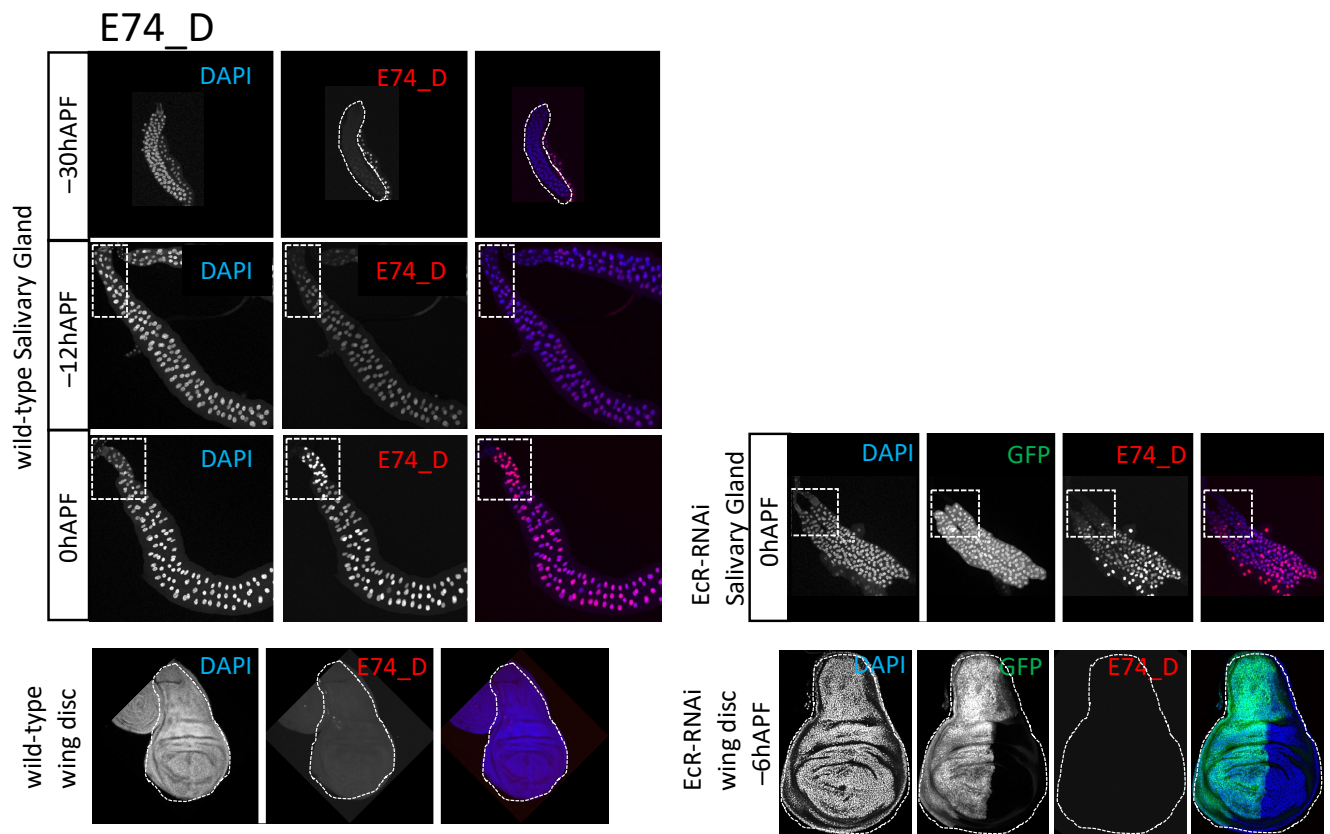 E74_D
wild-type Salivary Gland
−30hAPF
DAPI
E74_D
−12hAPF
DAPI
E74_D
0hAPF
DAPI
E74_D
wild-type
wing disc
DAPI
E74_D
EcR-RNAi
Salivary Gland
0hAPF
DAPI
GFP
E74_D
EcR-RNAi
wing disc
−6hAPF
DAPI
GFP
E74_D